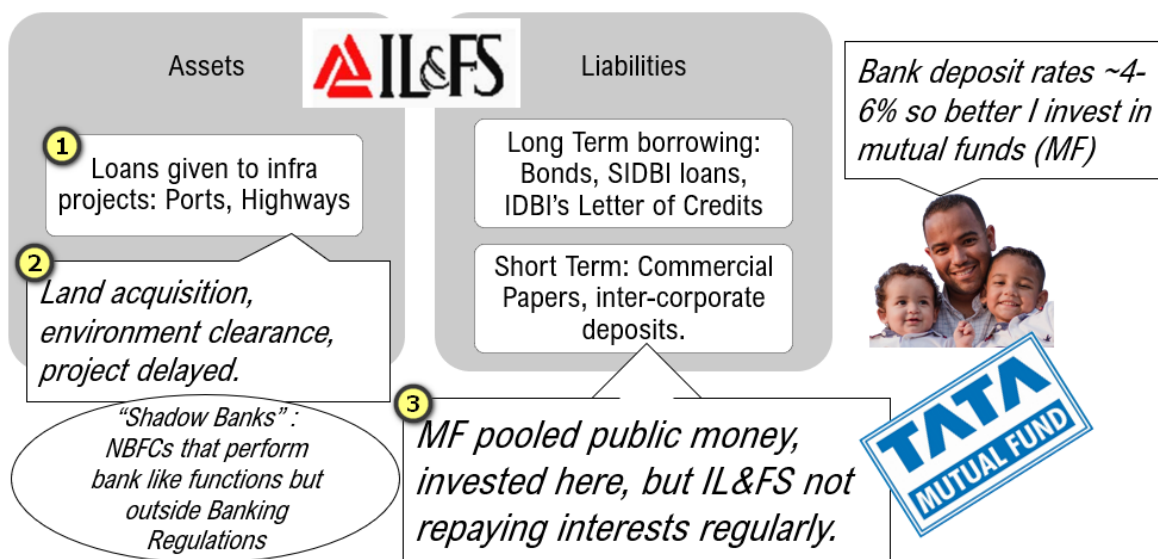 Assets
IL&FS
Liabilities
1
Loans given to infra
projects: Ports, Highways
2
Land acquisition,
environment clearance,
project delayed.
“Shadow Banks” :
NBFCs that perform
bank like functions but
outside Banking
Regulations
Long Term borrowing:
Bonds, SIDBI loans,
IDBI’s Letter of Credits
Short Term: Commercial
Papers, inter-corporate
deposits.
3
MF pooled public money,
invested here, but IL&FS not
repaying interests regularly.
Bank deposit rates ~4-
6% so better I invest in
mutual funds (MF)
TATA
MUTUAL FUND